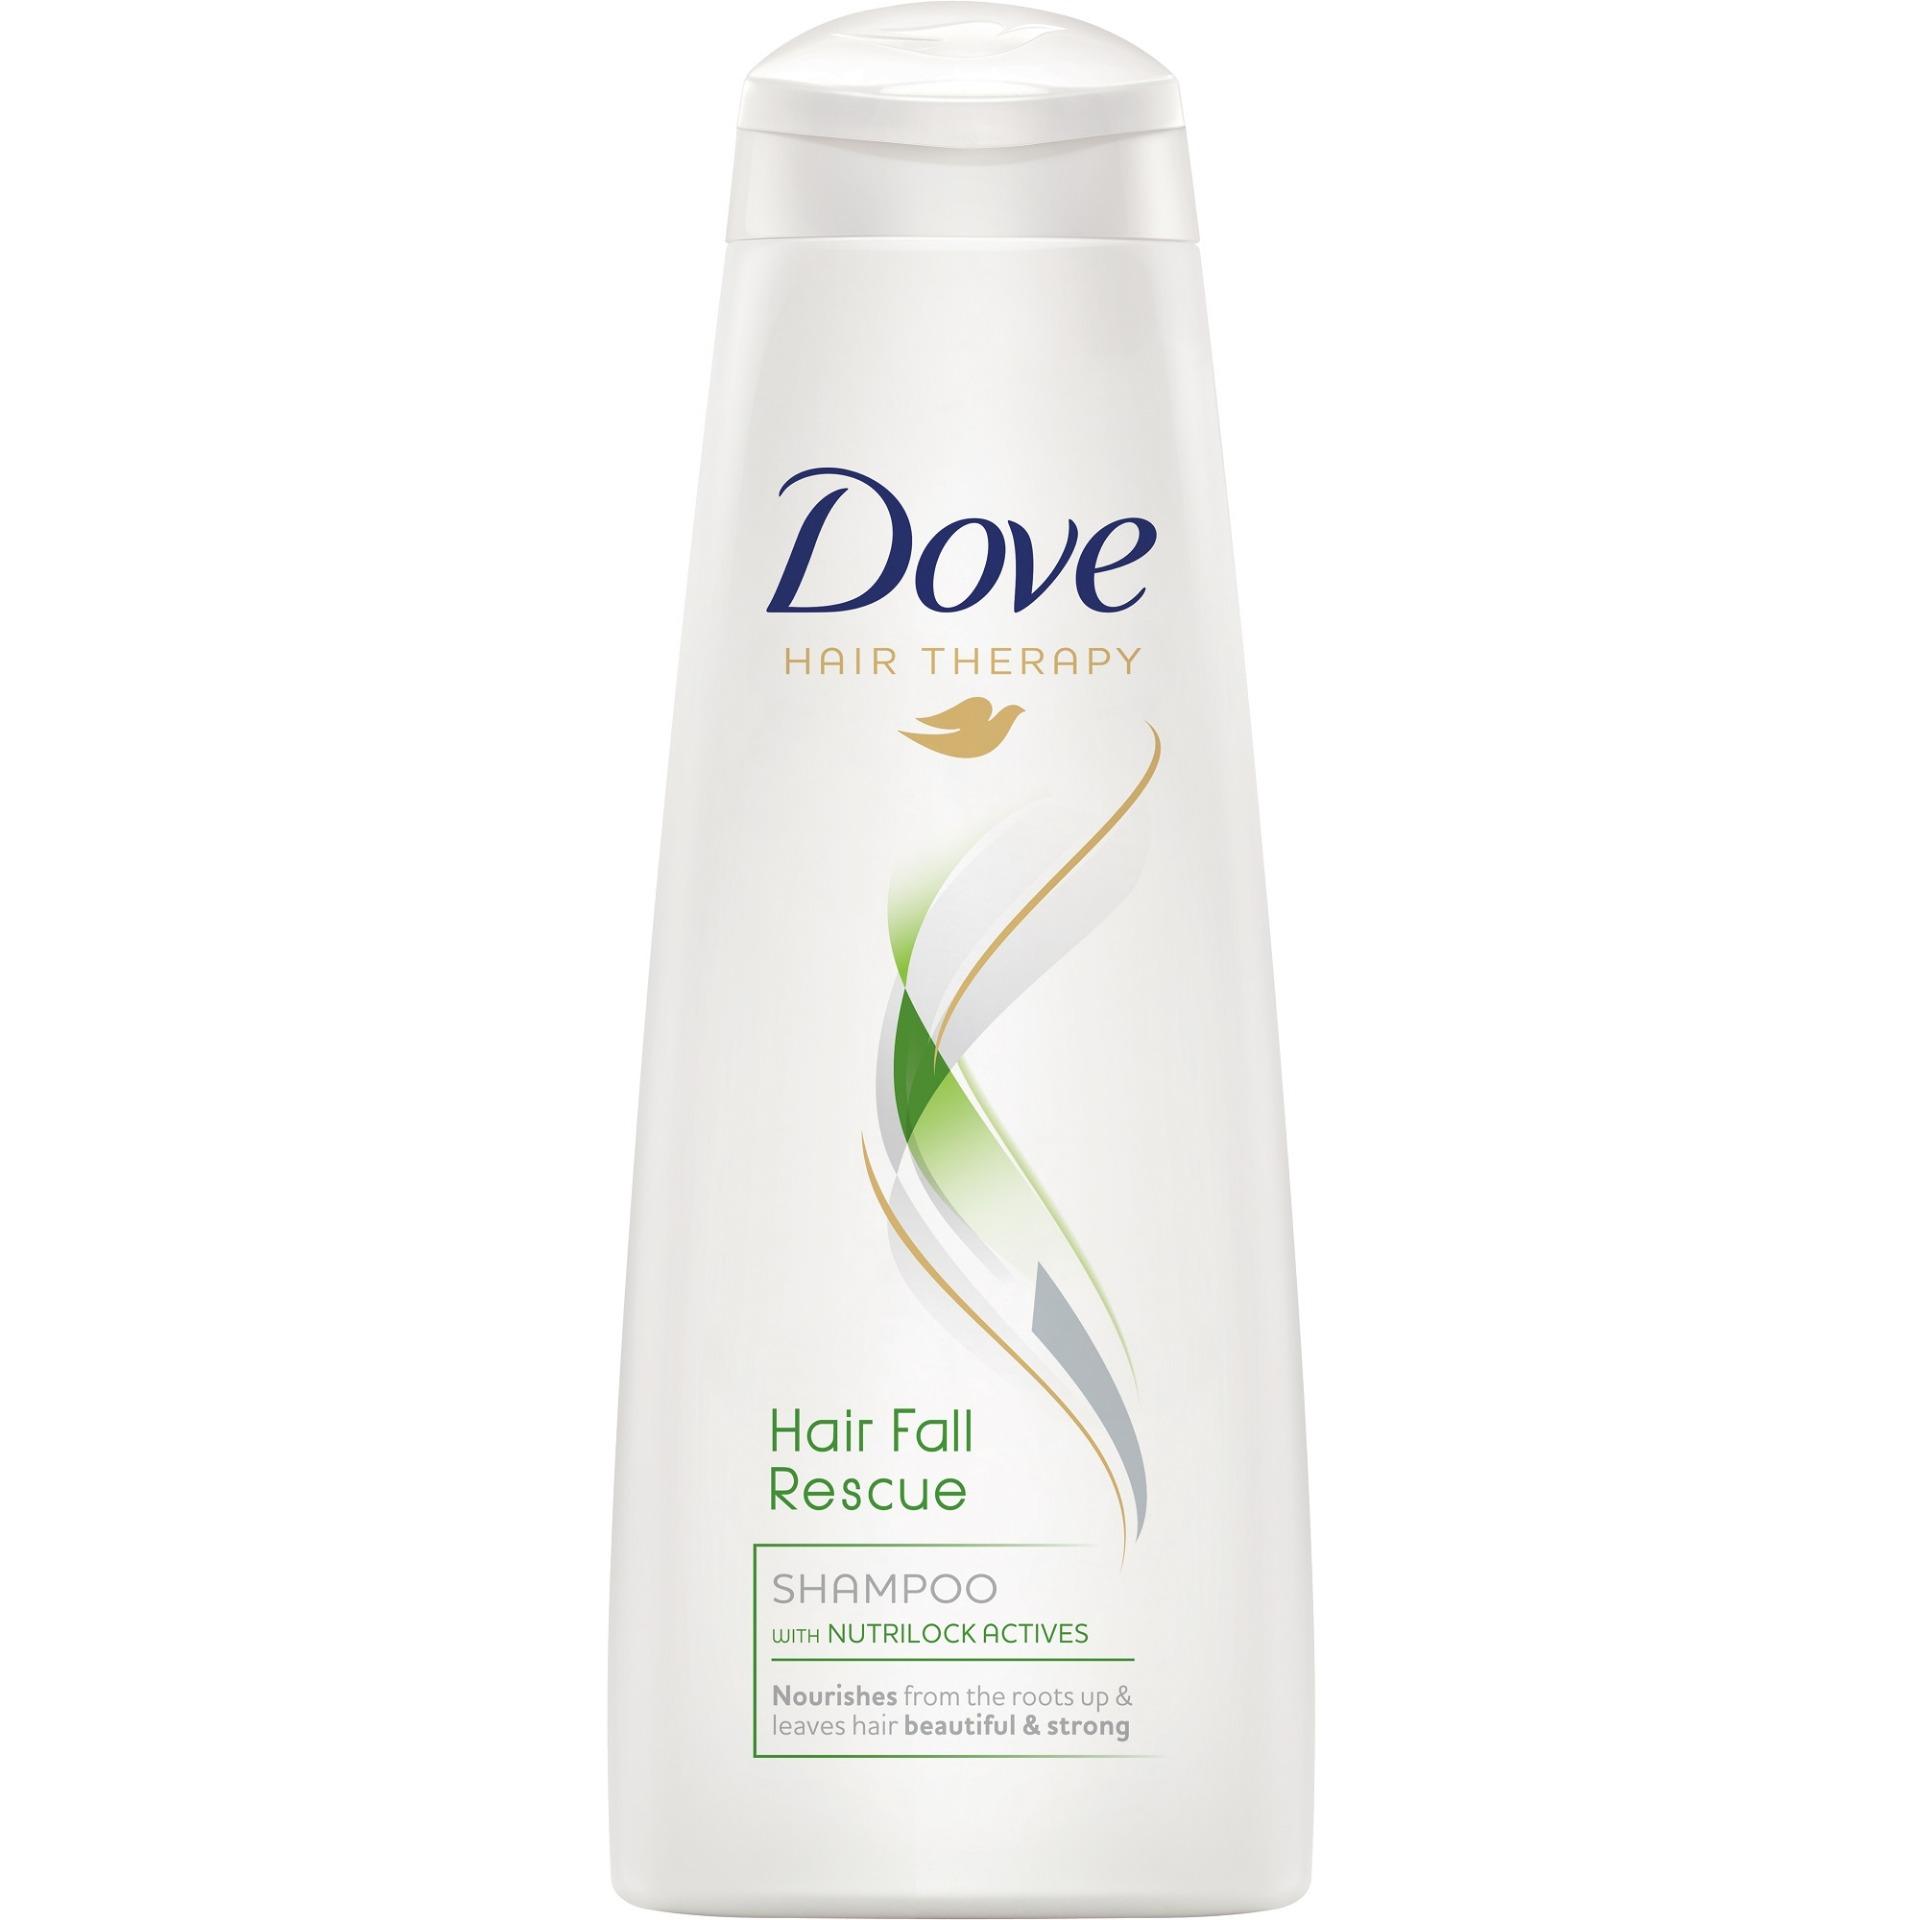 Dove
HAIR THERAPY
Hair Fall
Rescue
SHAMPOO
WITH NUTRILOCK ACTIVES
Nourishes from the roots up &
leaves hair beautiful & strong